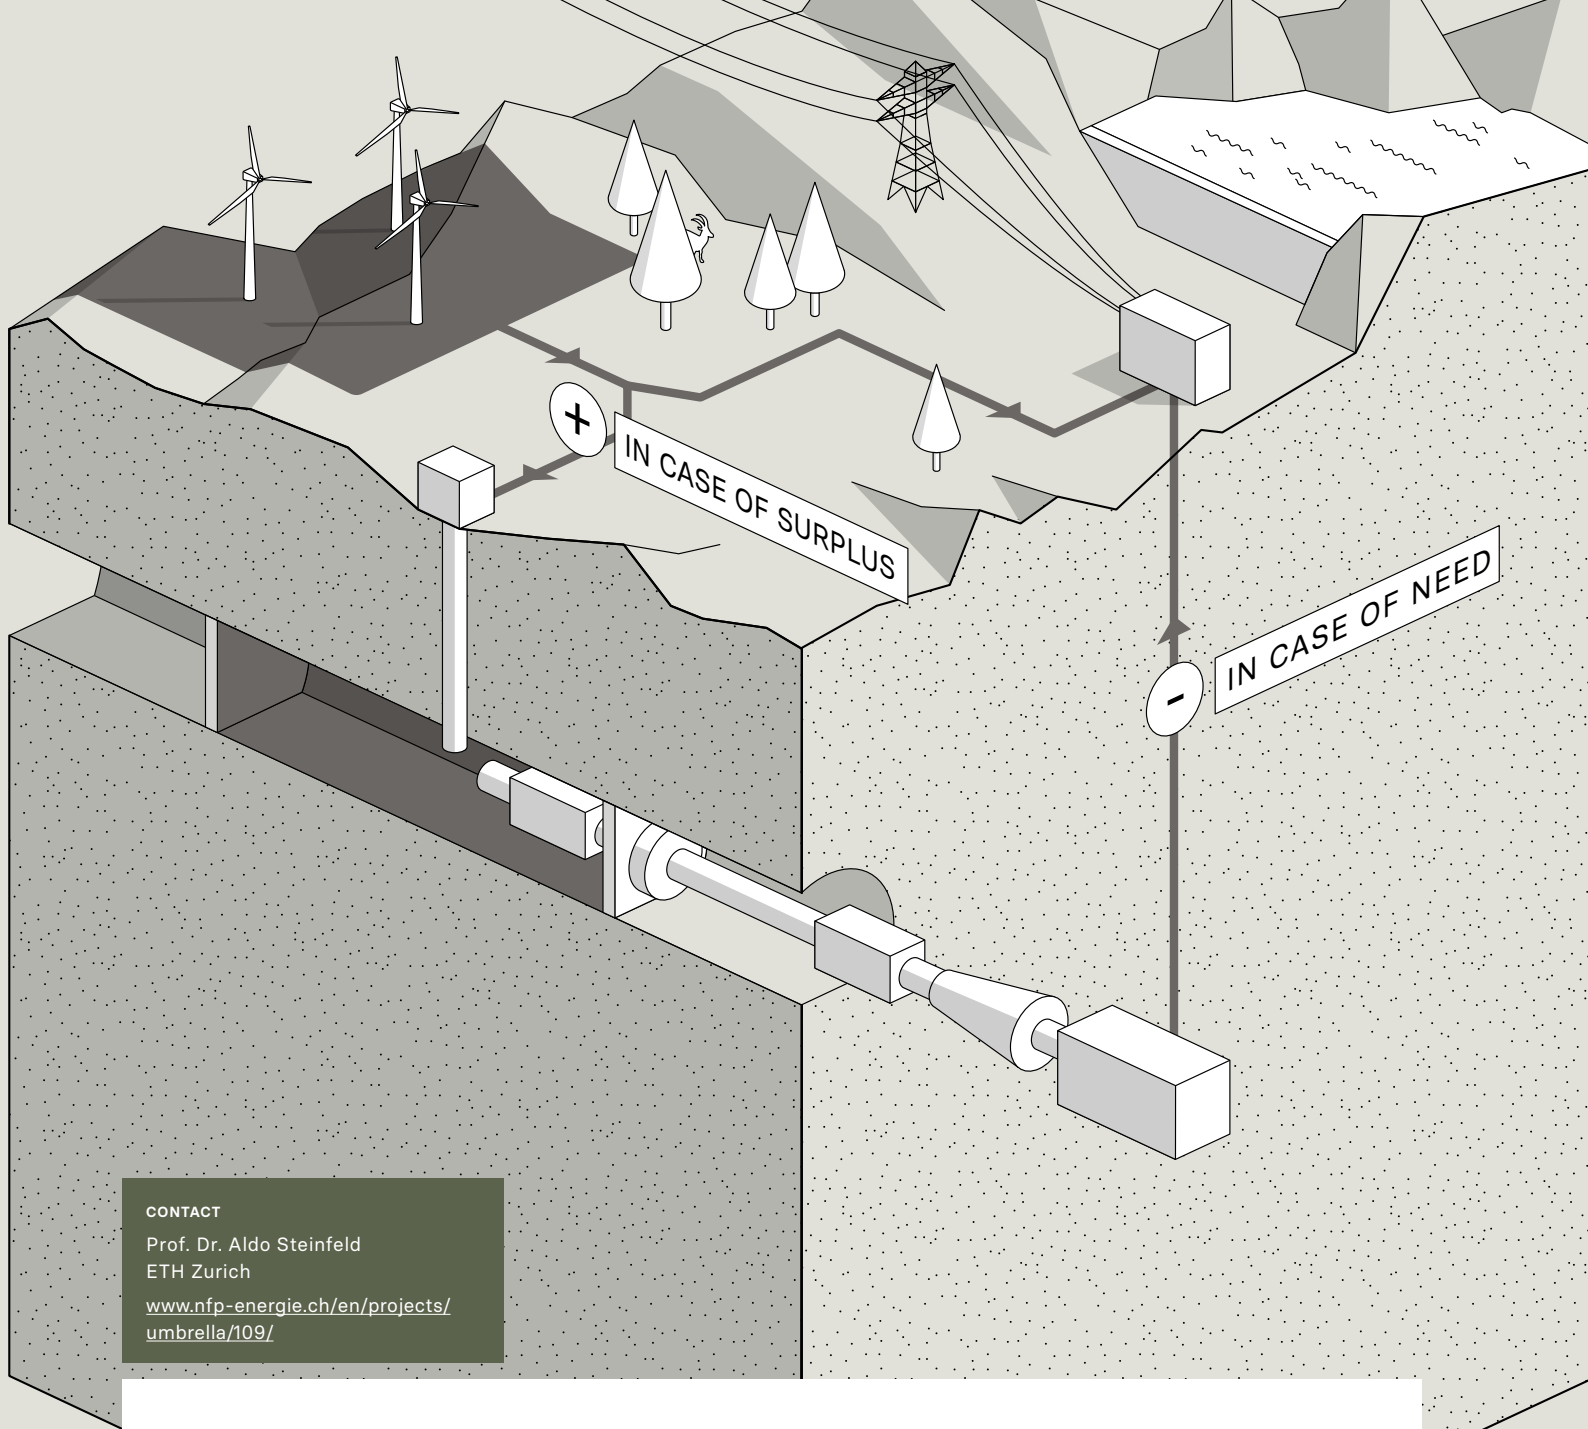 +
IN CASE OF SURPLUS
IN CASE OF NEED
-
CONTACT
Prof. Dr. Aldo Steinfeld
ETH Zurich
www.nfp-energie.ch/en/projects/
umbrella/109/